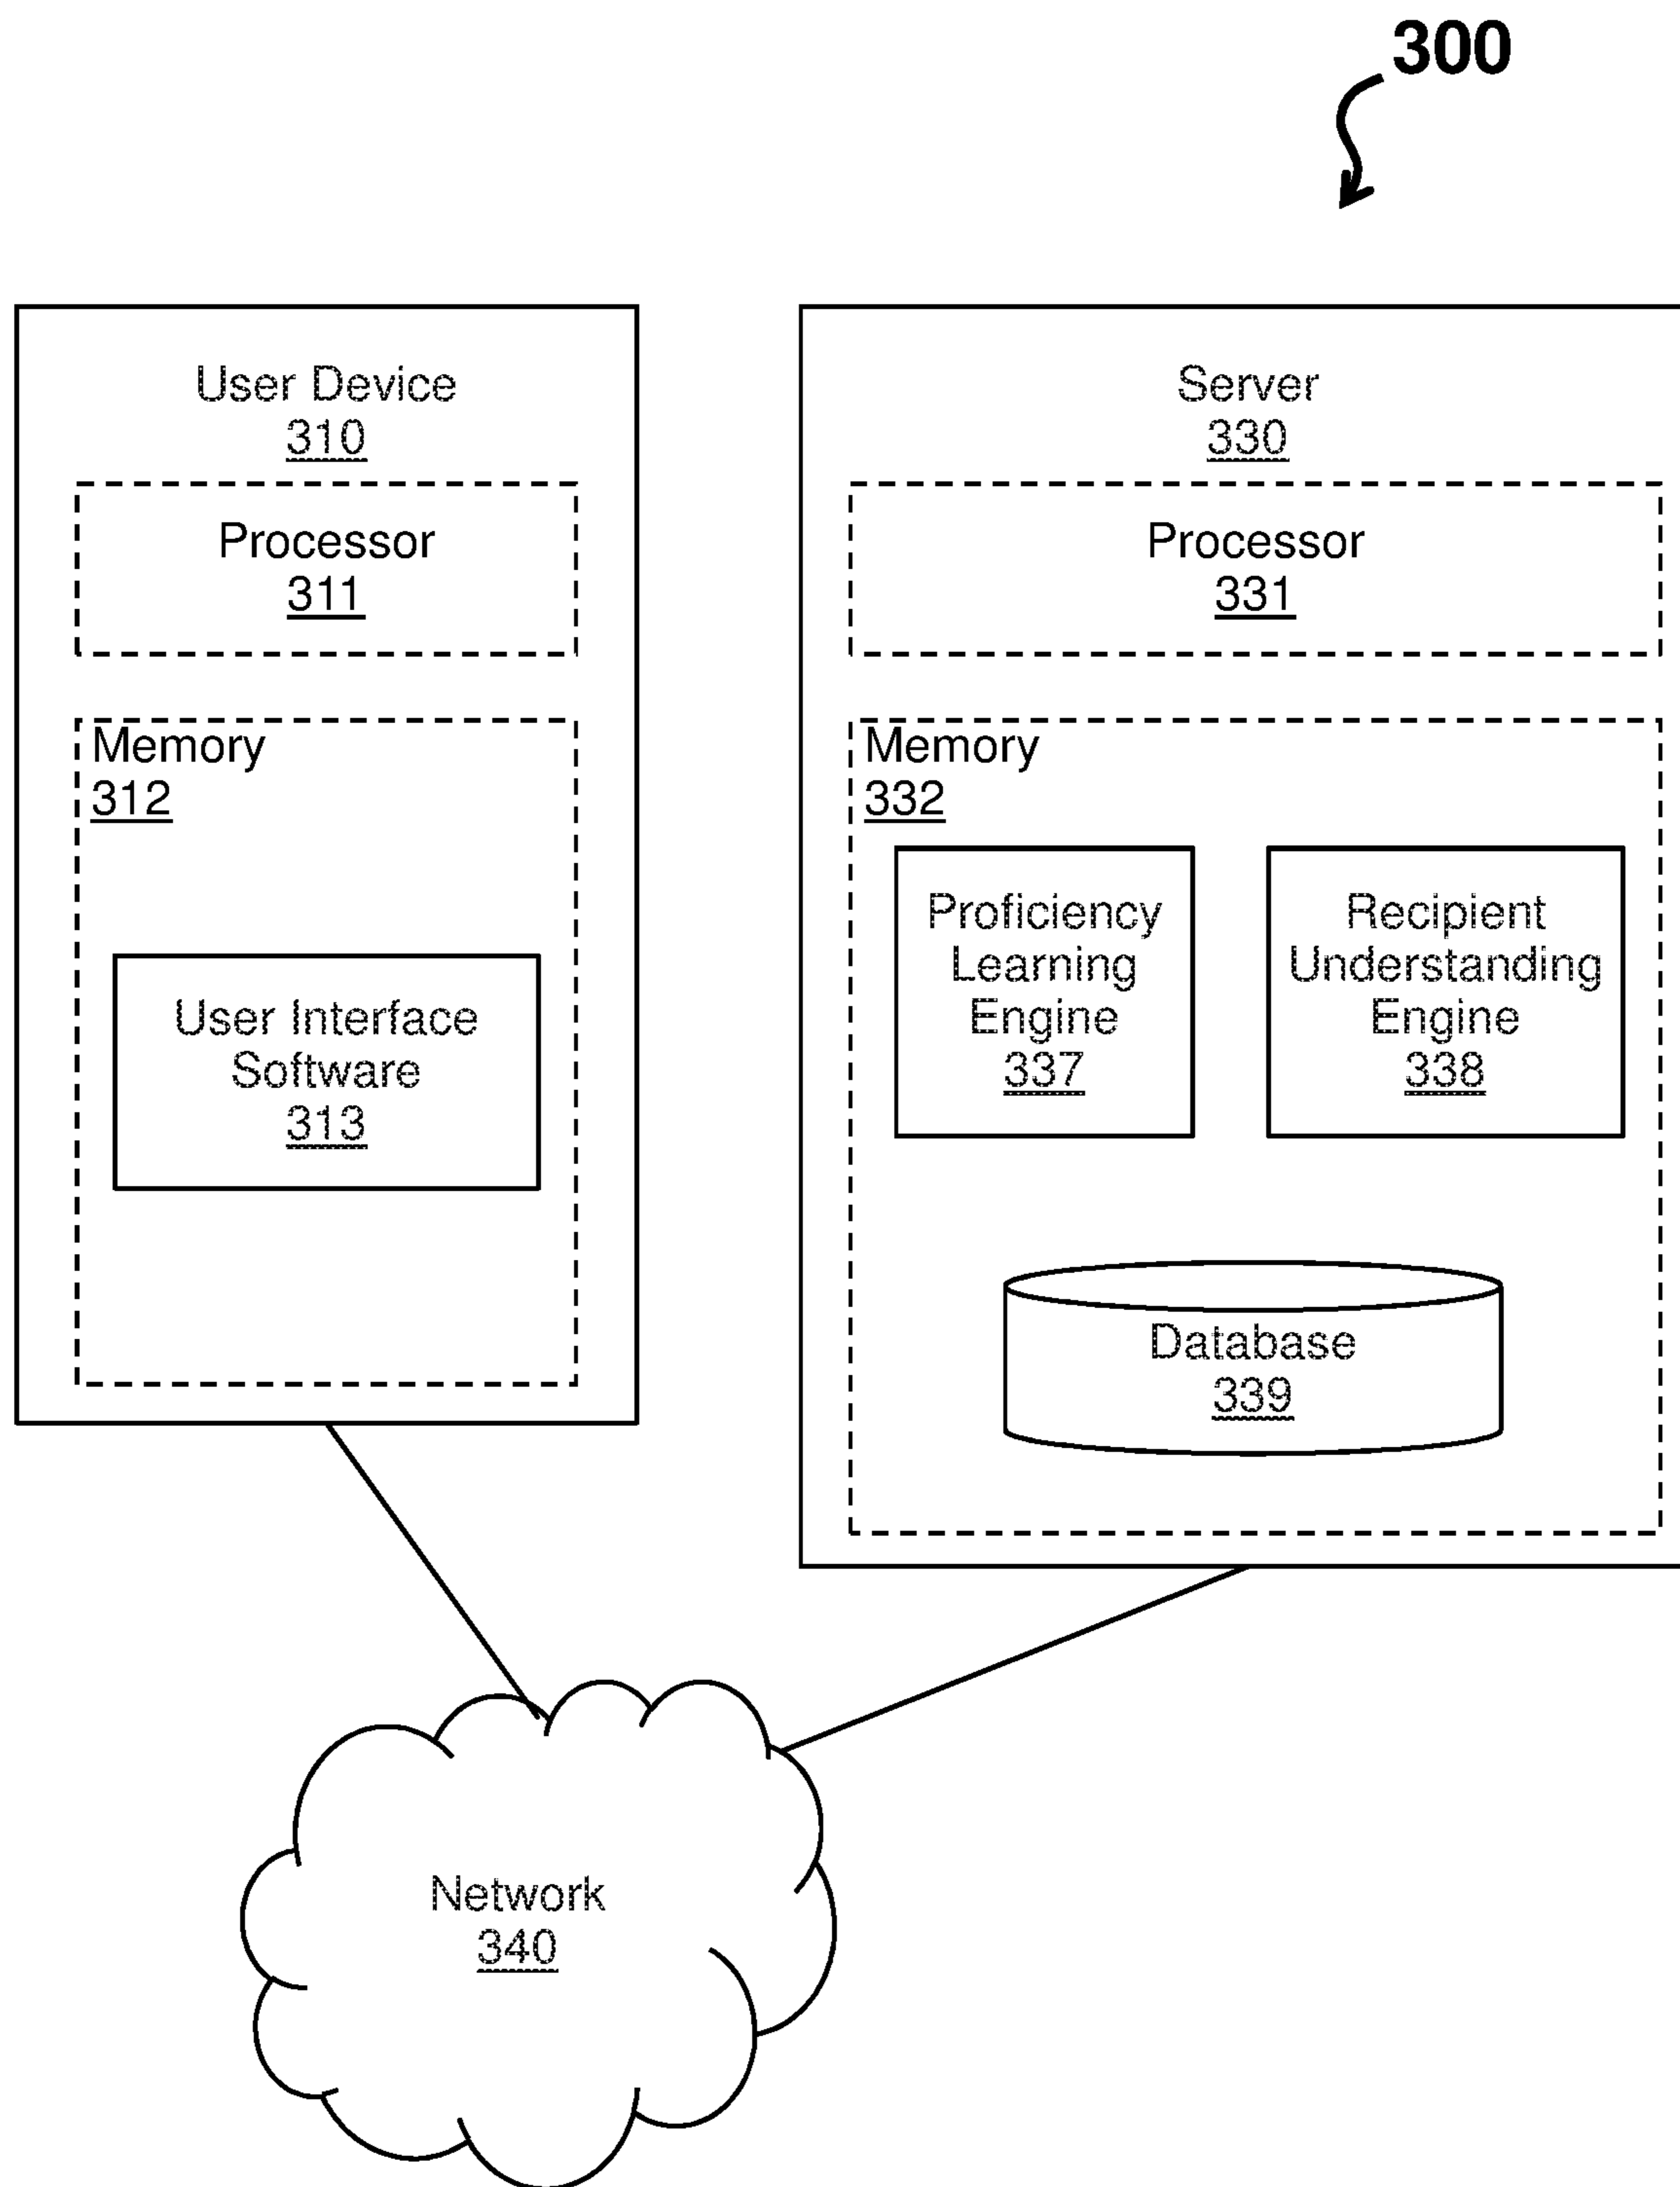 300
User Device
310
Processor
311
Memory
312
User Interface
Software
313
Server
330
Processor
331
Memory
332
Proficiency
Learning
Engine
337
Recipient
Understanding
Engine
338
Database
339
Network
340